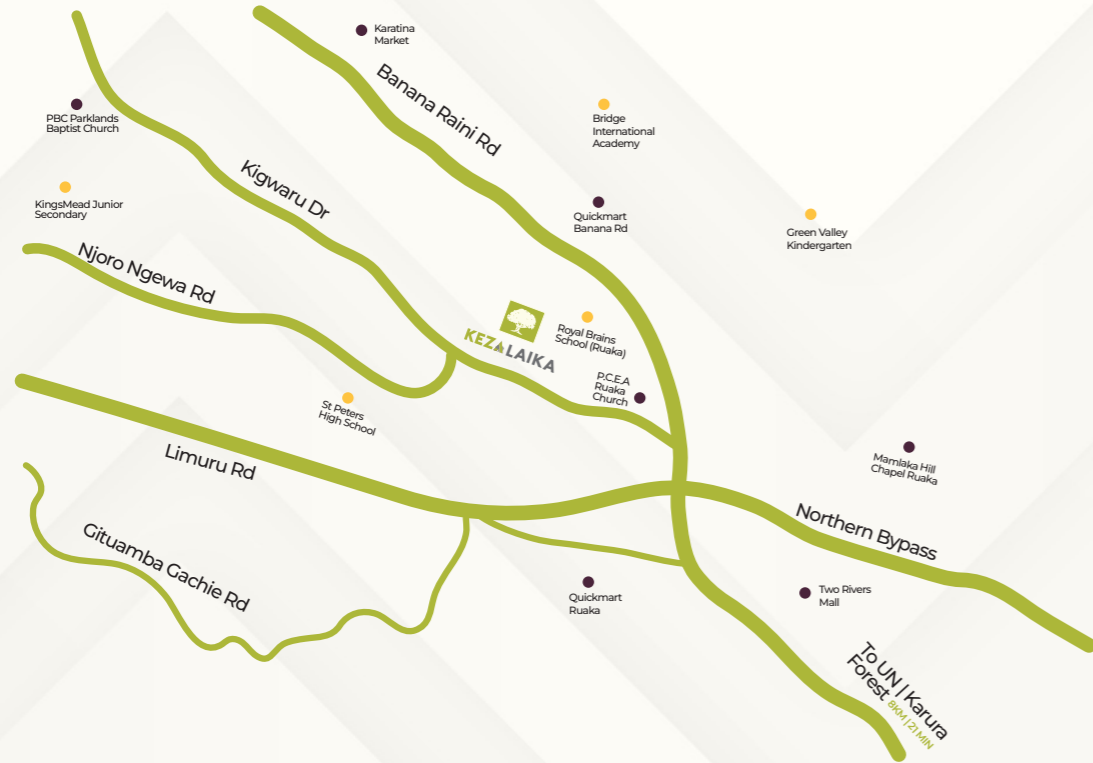 Karatina
Market
Banana Raini Rd
PBC Parklands
Baptist Church
Bridge
International
Academy
KingsMead Junior
Secondary
Kigwaru Dr
Quickmart
Banana Rd
Green Valley
Kindergarten
Njoro Ngewa Rd
KEZA LAIKA
Royal Brains
School (Ruaka)
P.C.E.A
Ruaka
Church
St Peters
High School
Limuru Rd
Mamlaka Hill
Chapel Ruaka
Northern Bypass
Gituamba Gachie Rd
Quickmart
Ruaka
Two Rivers
Mall
To UN | Karura
Forest 8KM | 21 MIN